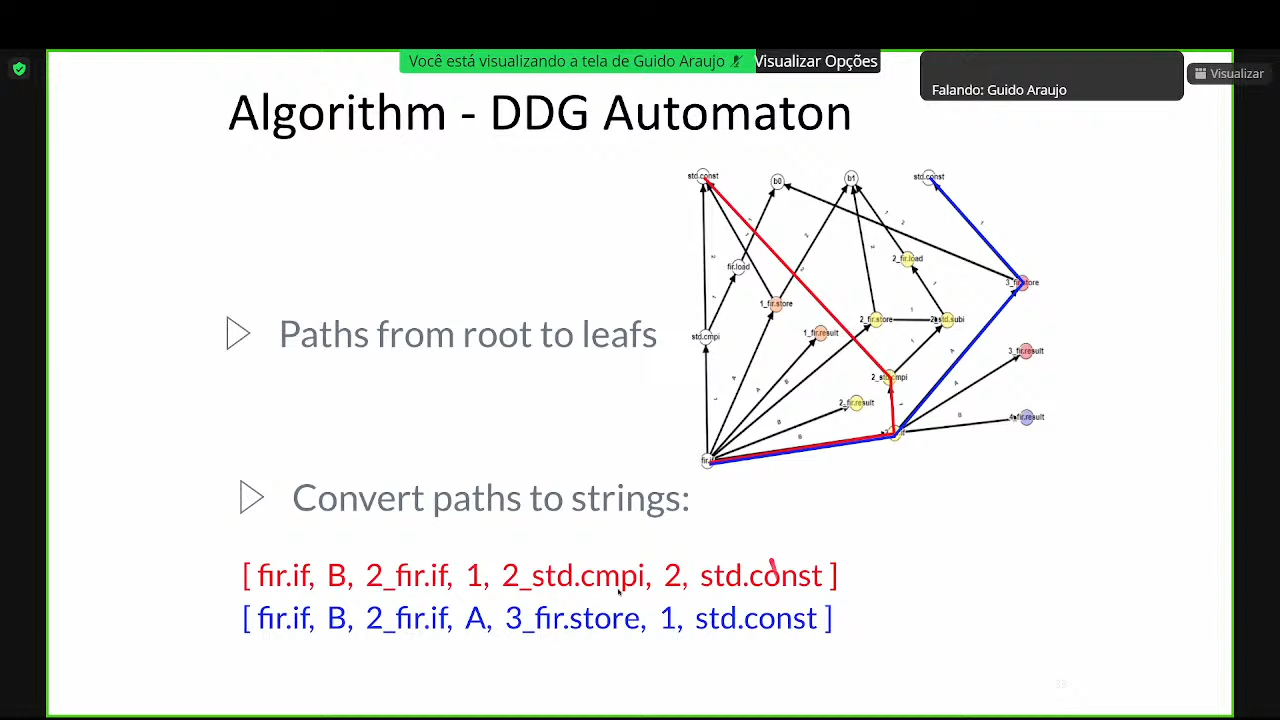 Você está visualizando a tela de Guido Araujo
Visualizar Opções
Falando: Guido Araujo
Visualizar
Algorithm - DDG Automaton
std.const
b0
b1
std.const
fir.load
2_fir.load
3_fir.store
1_fir.store
2_fir.store
2_std.subi
1_fir.result
std.cmpi
3_fir.result
2_std.cmpi
2_fir.result
4_fir.result
Paths from root to leafs
Convert paths to strings:
[ fir.if, B, 2_fir.if, 1, 2_std.cmpi, 2, std.const ]
[ fir.if, B, 2_fir.if, A, 3_fir.store, 1, std.const ]
38